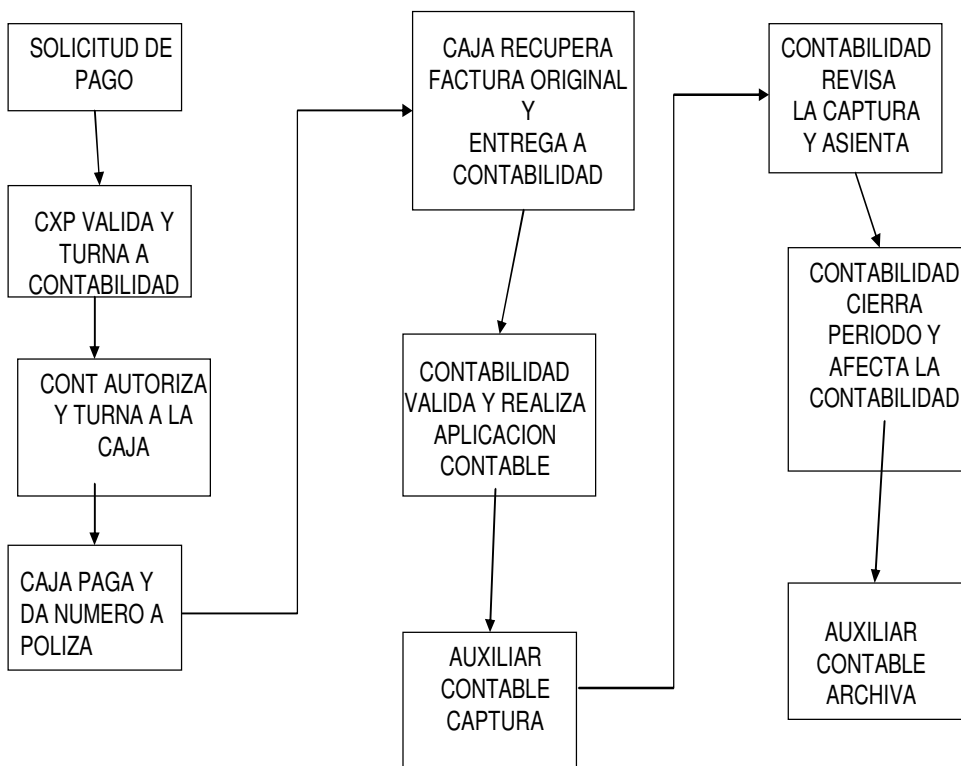 SOLICITUD DE
PAGO
CXP VALIDA Y
TURNA A
CONTABILIDAD
CONT AUTORIZA
Y TURNA A LA
CAJA
CAJA PAGA Y
DA NUMERO A
POLIZA
CAJA RECUPERA
FACTURA ORIGINAL
Y
ENTREGA A
CONTABILIDAD
CONTABILIDAD
VALIDA Y REALIZA
APLICACION
CONTABLE
AUXILIAR
CONTABLE
CAPTURA
CONTABILIDAD
REVISA
LA CAPTURA
Y ASIENTA
CONTABILIDAD
CIERRA
PERIODO Y
AFECTA LA
CONTABILIDAD
AUXILIAR
CONTABLE
ARCHIVA